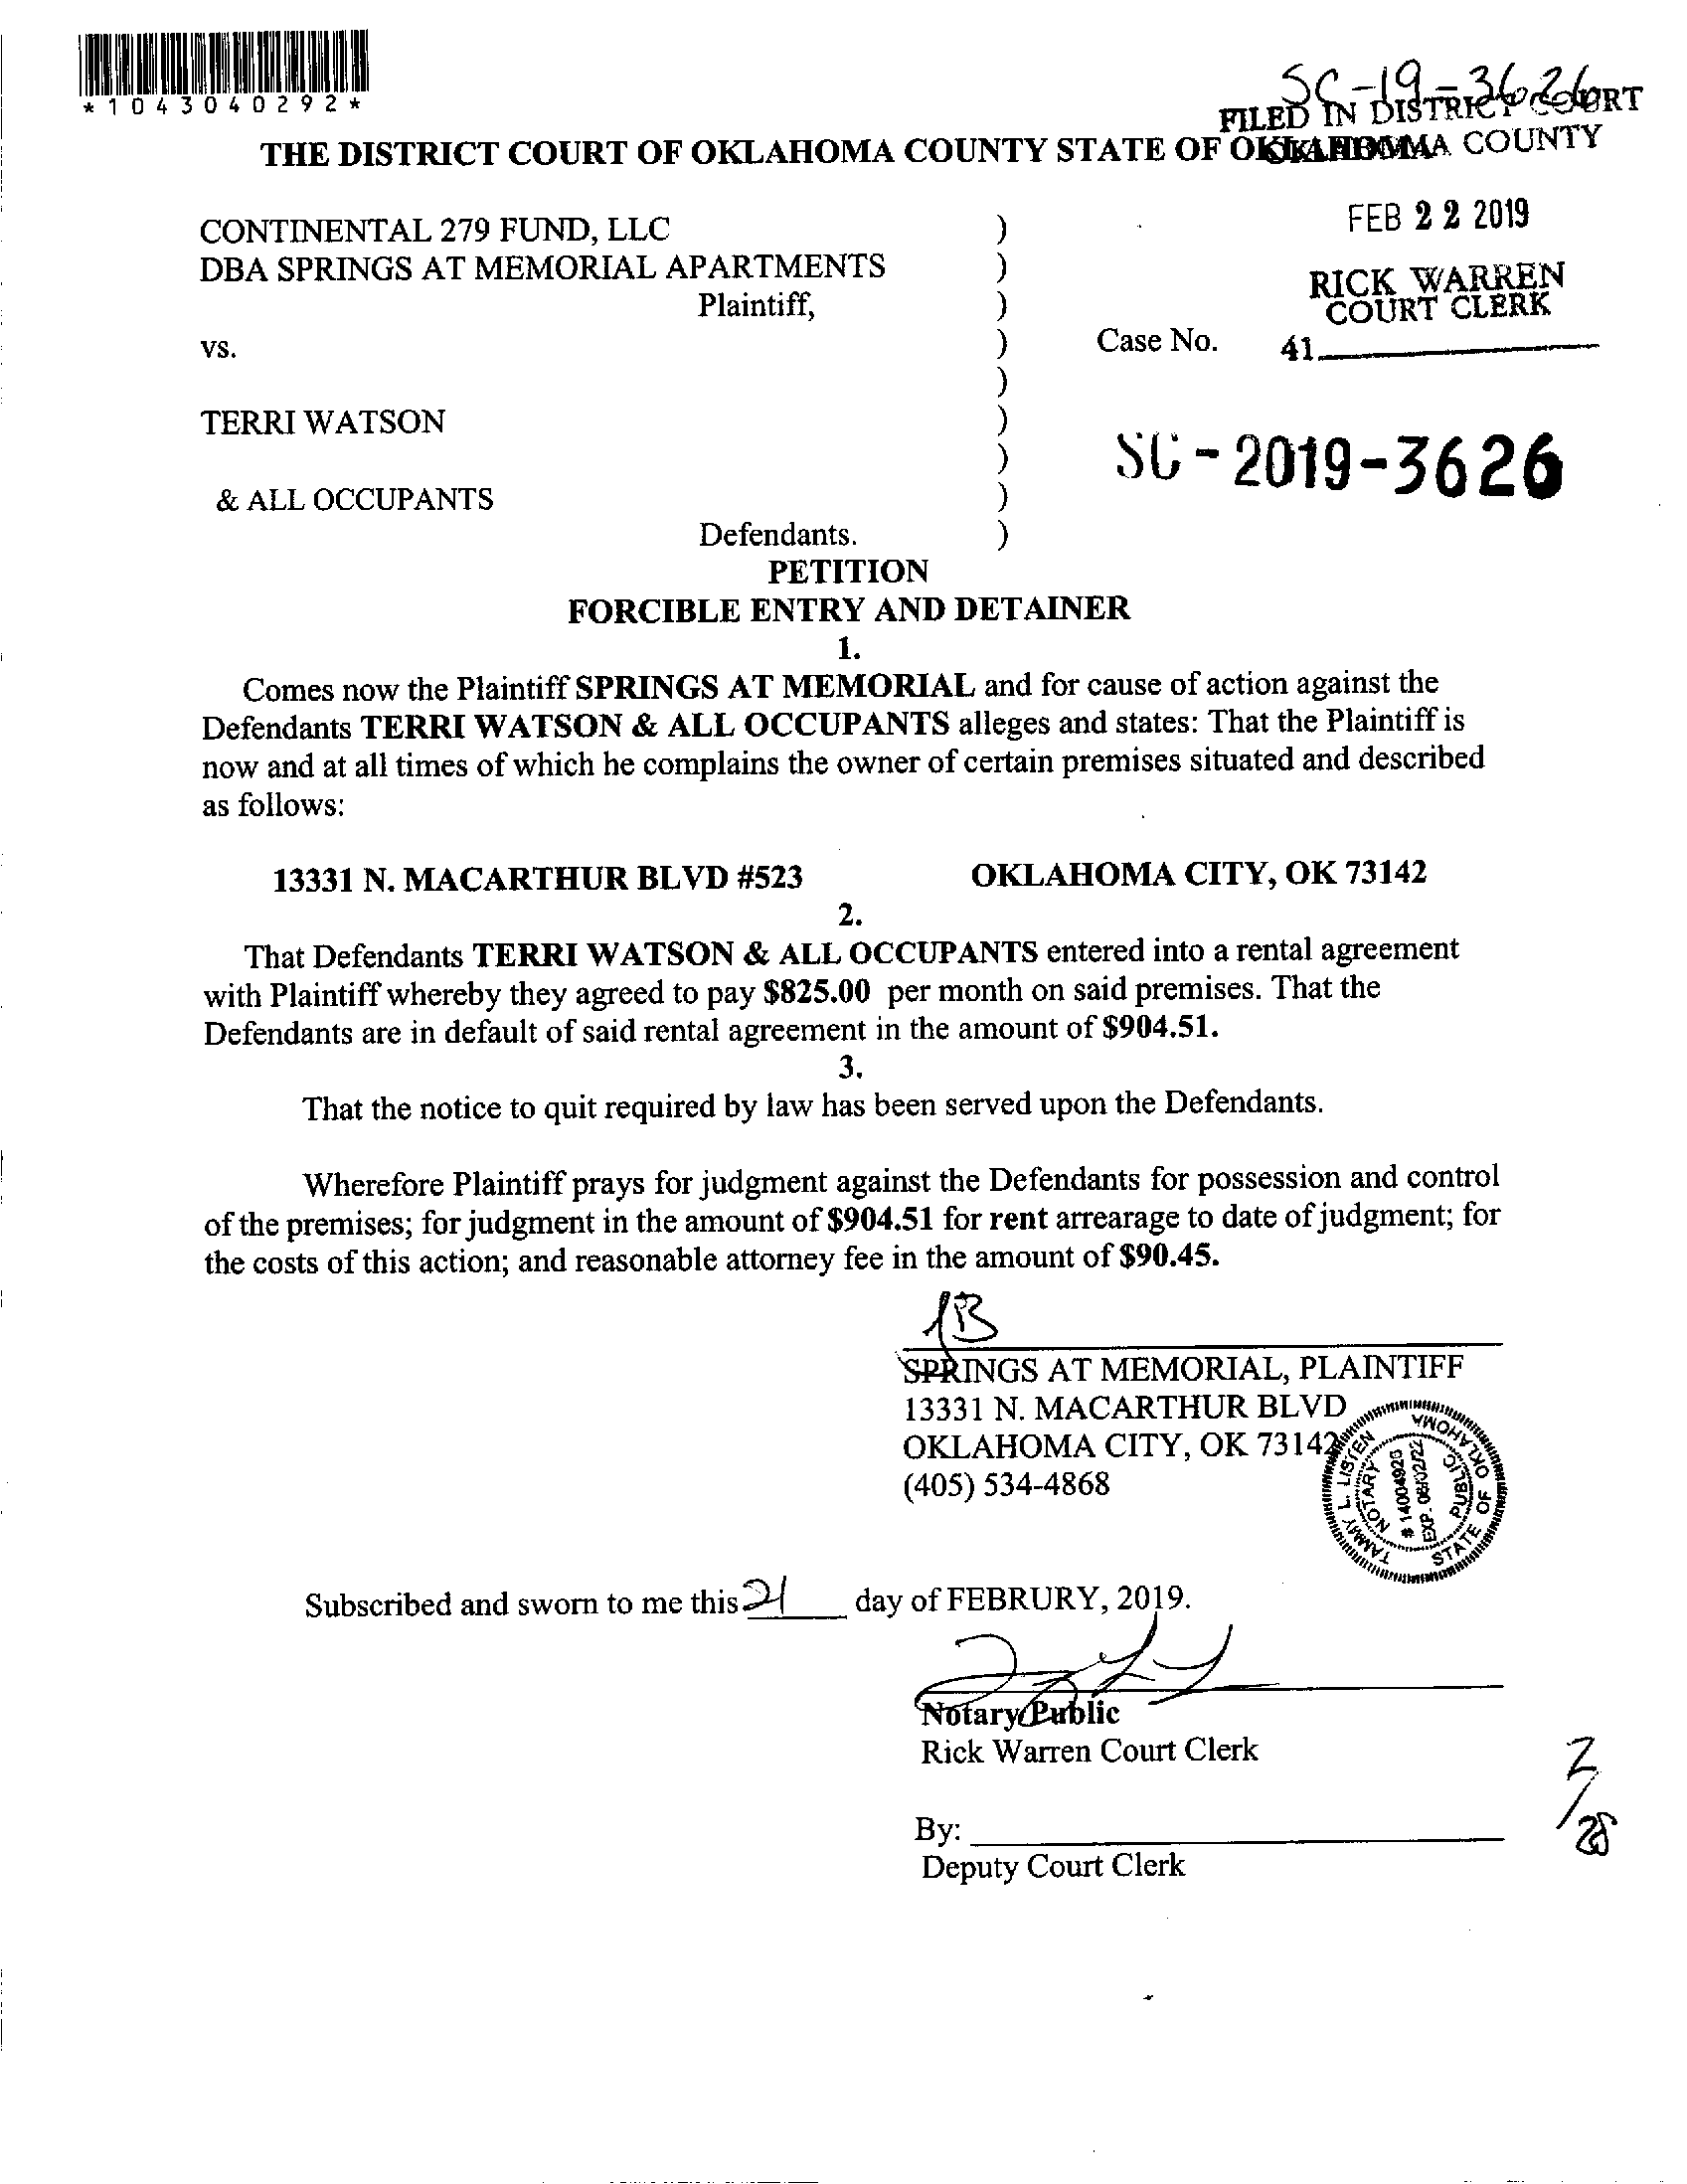 *1043040292*
SC-19-3626
FILED IN DISTRICT COURT
OKLAHOMA COUNTY
THE DISTRICT COURT OF OKLAHOMA COUNTY STATE OF OKLAHOMA
FEB 22 2019
RICK WARREN
COURT CLERK
41
CONTINENTAL 279 FUND, LLC )
DBA SPRINGS AT MEMORIAL APARTMENTS )
Plaintiff, )
vs. ) Case No.
)
TERRI WATSON )
) SC-2019-3626
& ALL OCCUPANTS )
Defendants. )
PETITION
FORCIBLE ENTRY AND DETAINER
1.
Comes now the Plaintiff SPRINGS AT MEMORIAL and for cause of action against the
Defendants TERRI WATSON & ALL OCCUPANTS alleges and states: That the Plaintiff is
now and at all times of which he complains the owner of certain premises situated and described
as follows:
13331 N. MACARTHUR BLVD #523 OKLAHOMA CITY, OK 73142
2.
That Defendants TERRI WATSON & ALL OCCUPANTS entered into a rental agreement
with Plaintiff whereby they agreed to pay $825.00 per month on said premises. That the
Defendants are in default of said rental agreement in the amount of $904.51.
3.
That the notice to quit required by law has been served upon the Defendants.
Wherefore Plaintiff prays for judgment against the Defendants for possession and control
of the premises; for judgment in the amount of $904.51 for rent arrearage to date of judgment; for
the costs of this action; and reasonable attorney fee in the amount of $90.45.
SPRINGS AT MEMORIAL, PLAINTIFF
13331 N. MACARTHUR BLVD
OKLAHOMA CITY, OK 73142
(405) 534-4868
TAMMY L. LISTEN
NOTARY
# 14004926
EXP. 06/02/22
PUBLIC
STATE OF OKLAHOMA
Subscribed and sworn to me this 21 day of FEBRURY, 2019.
Notary Public
Rick Warren Court Clerk
By:
Deputy Court Clerk
2/28